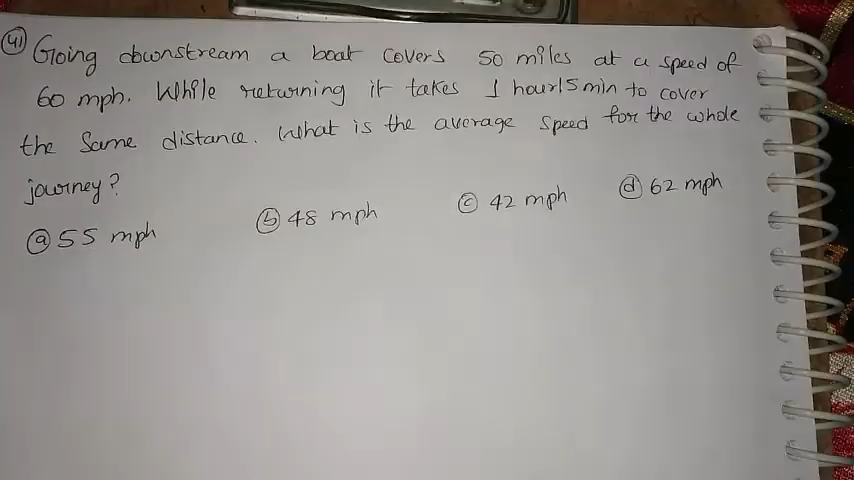 41) Going downstream a boat covers 50 miles at a speed of
60 mph. While returning it takes 1 hour 15 min to cover
the same distance. What is the average speed for the whole
journey?
(a) 55 mph (b) 48 mph (c) 42 mph (d) 62 mph